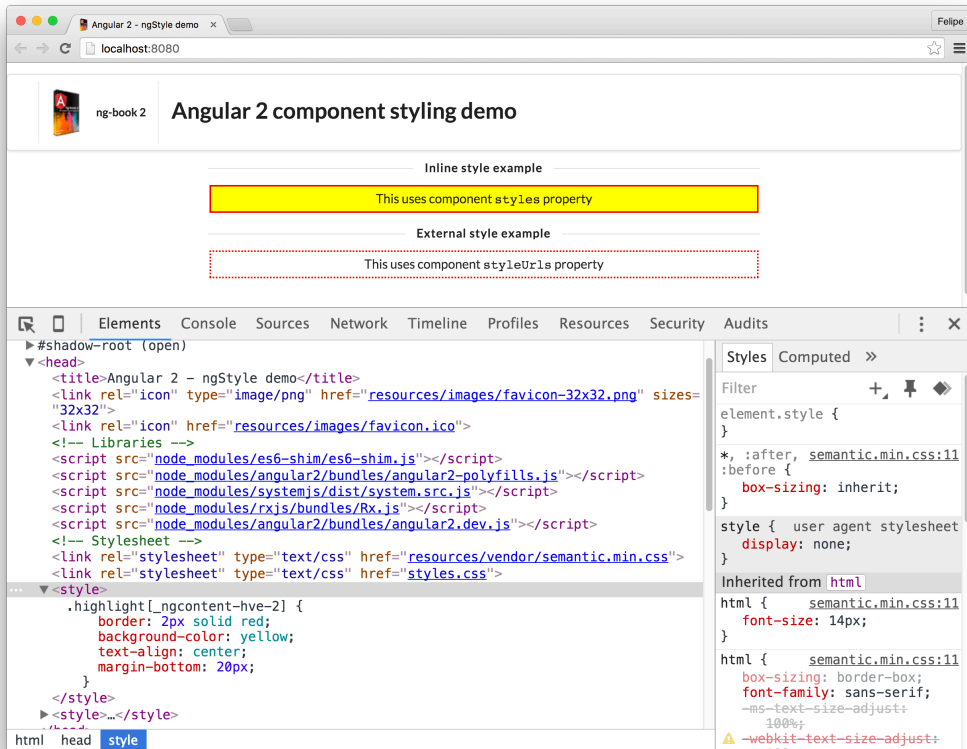 Angular 2 - ngStyle demo
Felipe
localhost:8080
ng-book 2
Angular 2 component styling demo
Inline style example
This uses component styles property
External style example
This uses component styleUrls property
Elements Console Sources Network Timeline Profiles Resources Security Audits
#shadow-root (open)
<head>
<title>Angular 2 - ngStyle demo</title>
<link rel="icon" type="image/png" href="resources/images/favicon-32x32.png" sizes=
"32x32">
<link rel="icon" href="resources/images/favicon.ico">
<!-- Libraries -->
<script src="node_modules/es6-shim/es6-shim.js"></script>
<script src="node_modules/angular2/bundles/angular2-polyfills.js"></script>
<script src="node_modules/systemjs/dist/system.src.js"></script>
<script src="node_modules/rxjs/bundles/Rx.js"></script>
<script src="node_modules/angular2/bundles/angular2.dev.js"></script>
<!-- Stylesheet -->
<link rel="stylesheet" type="text/css" href="resources/vendor/semantic.min.css">
<link rel="stylesheet" type="text/css" href="styles.css">
<style>
.highlight[_ngcontent-hve-2] {
border: 2px solid red;
background-color: yellow;
text-align: center;
margin-bottom: 20px;
}
</style>
<style>…</style>
html head style
Styles Computed »
Filter
element.style {
}
*, :after, semantic.min.css:11
:before {
box-sizing: inherit;
}
style { user agent stylesheet
display: none;
}
Inherited from html
html { semantic.min.css:11
font-size: 14px;
}
html { semantic.min.css:11
box-sizing: border-box;
font-family: sans-serif;
-ms-text-size-adjust:
100%;
-webkit-text-size-adjust: